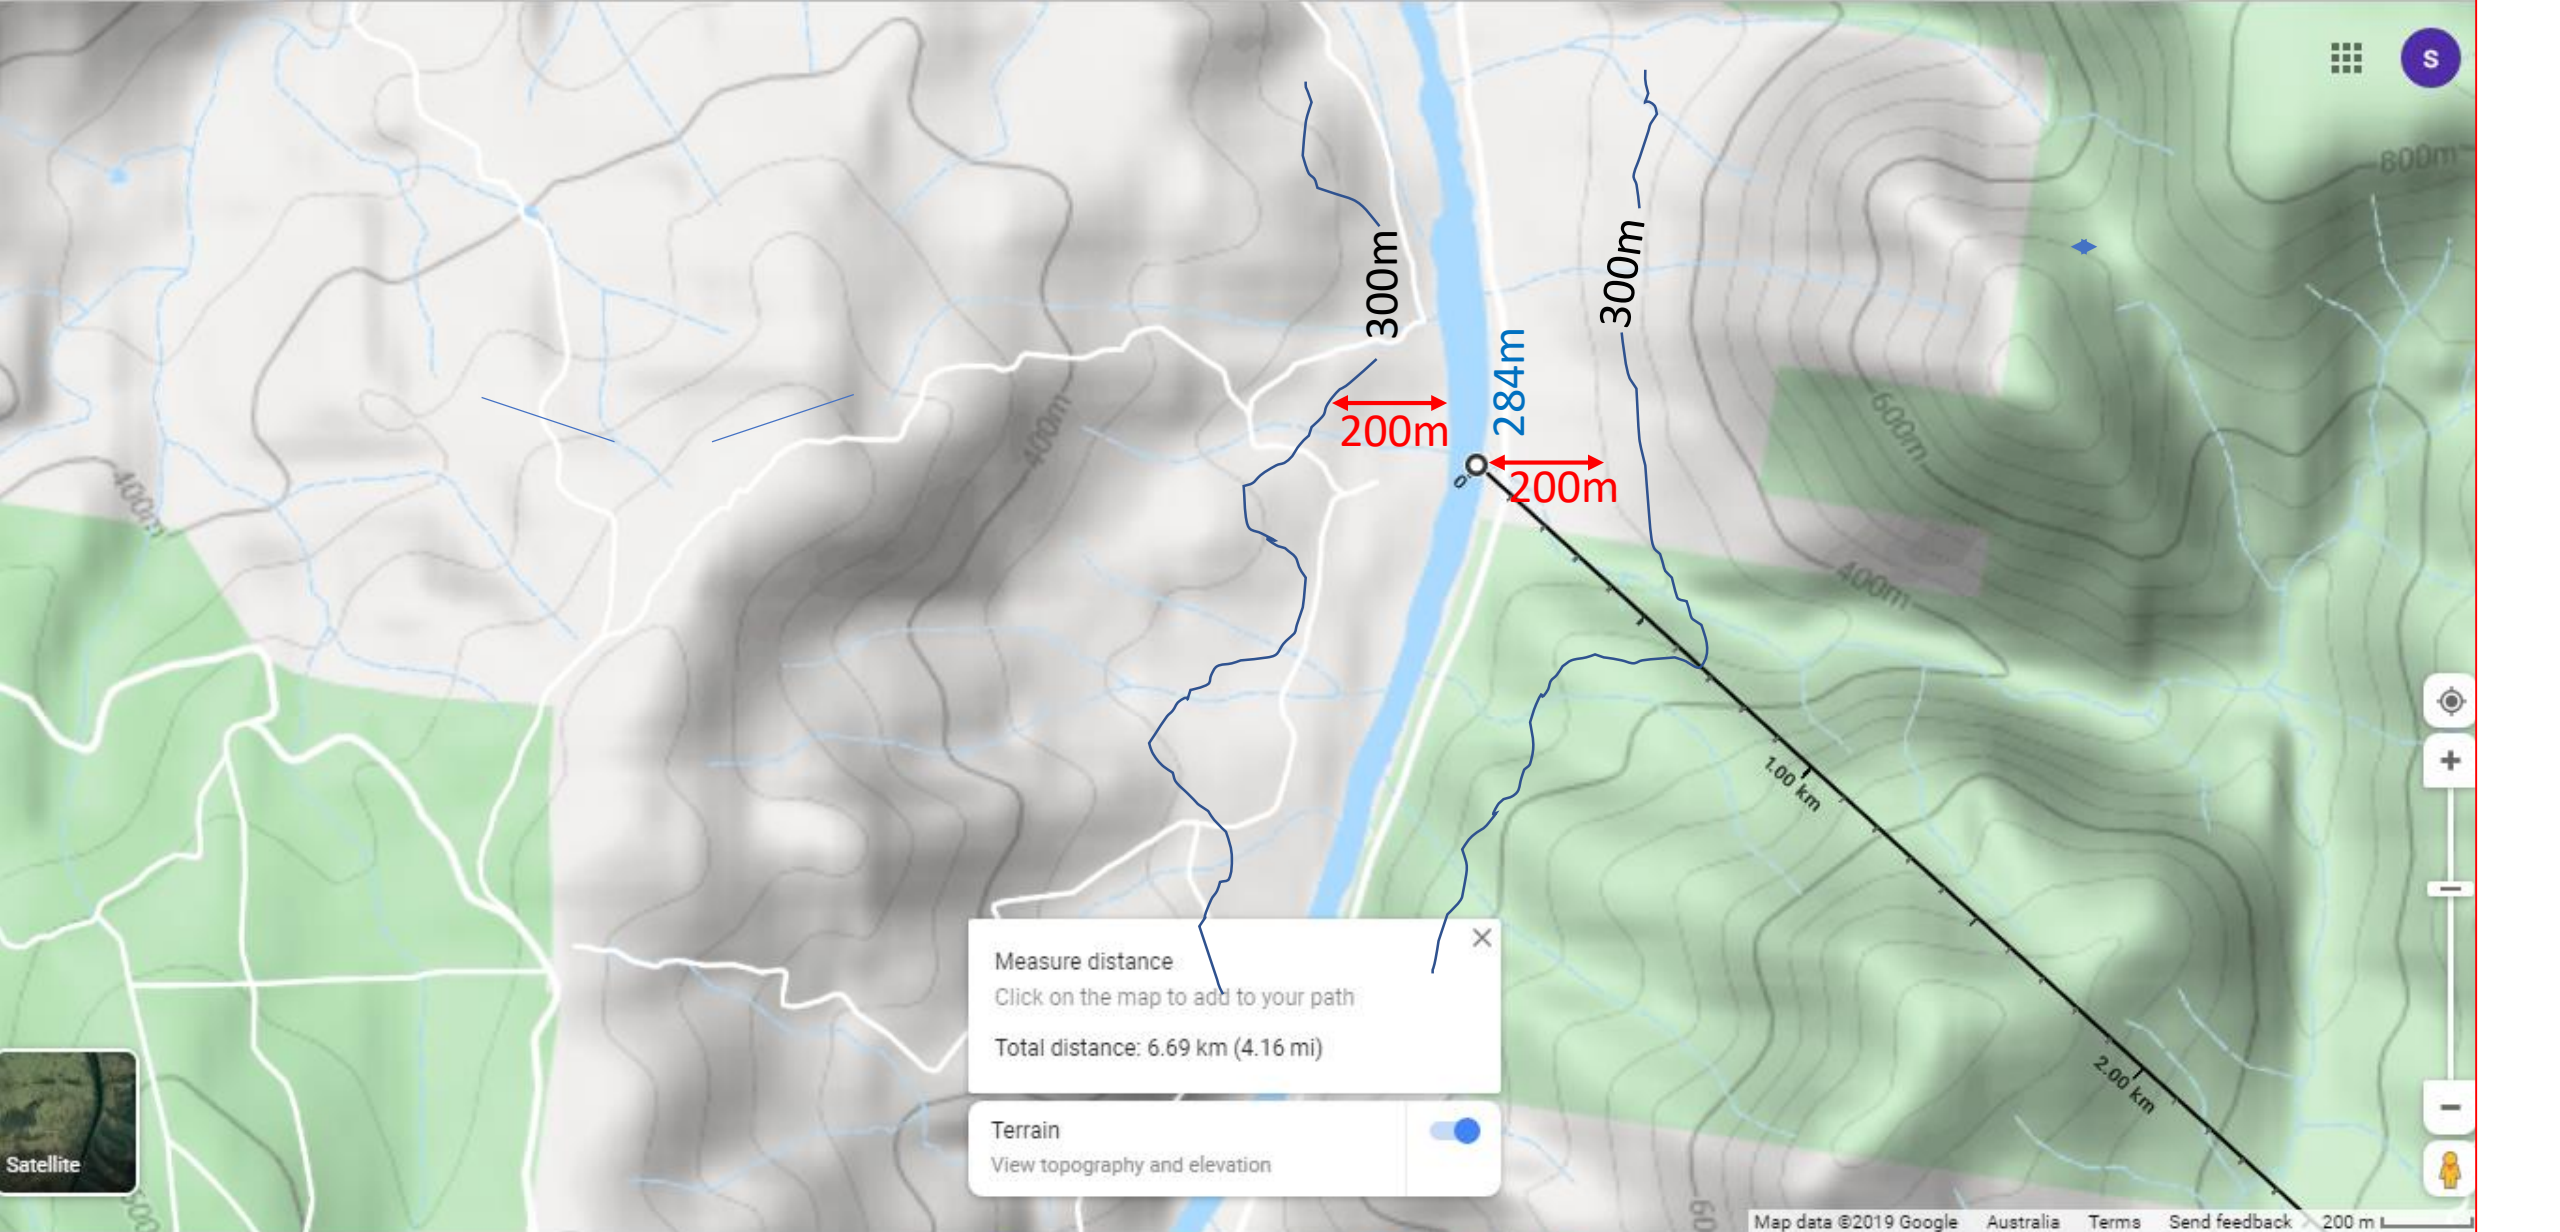 S
800m
300m
300m
284m
200m
200m
600m
400m
400m
400m
0
1.00 km
2.00 km
Measure distance
Click on the map to add to your path
Total distance: 6.69 km (4.16 mi)
Terrain
View topography and elevation
Satellite
Map data ©2019 Google Australia Terms Send feedback 200 m